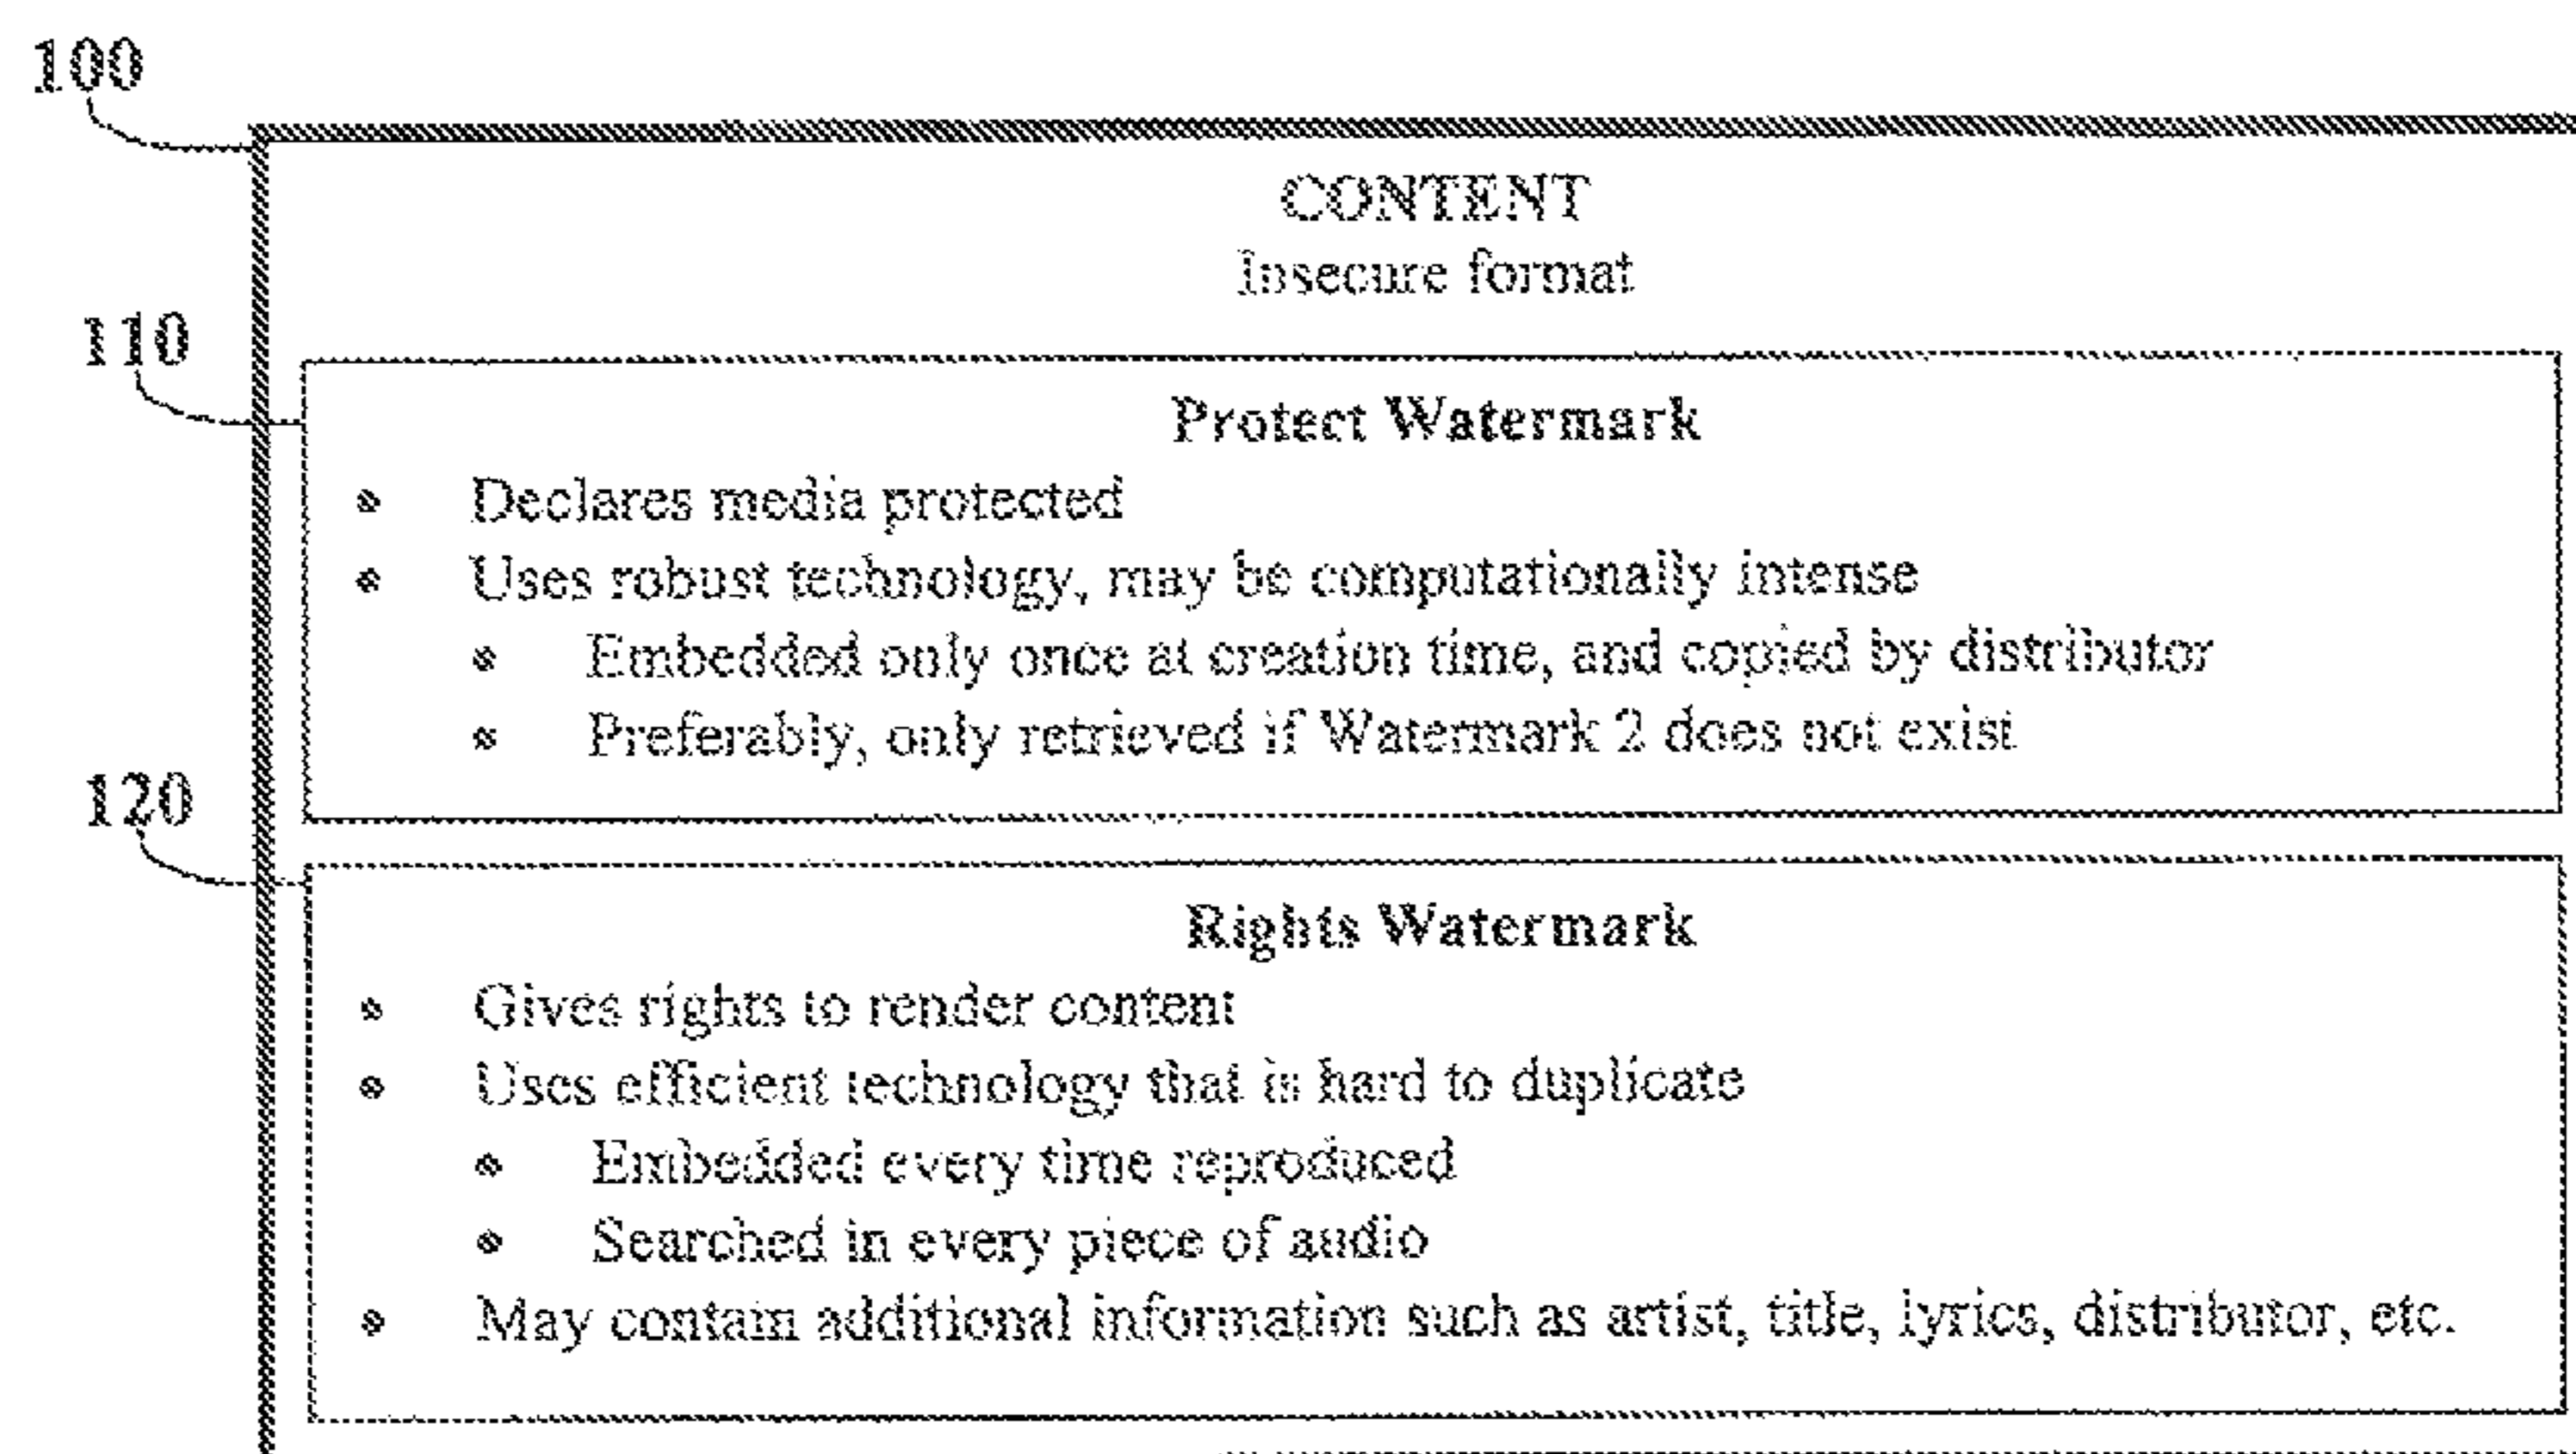 100
CONTENT
Insecure format
110
Protect Watermark
• Declares media protected
• Uses robust technology, may be computationally intense
• Embedded only once at creation time, and copied by distributor
• Preferably, only retrieved if Watermark 2 does not exist
120
Rights Watermark
• Gives rights to render content
• Uses efficient technology that is hard to duplicate
• Embedded every time reproduced
• Searched in every piece of audio
• May contain additional information such as artist, title, lyrics, distributor, etc.